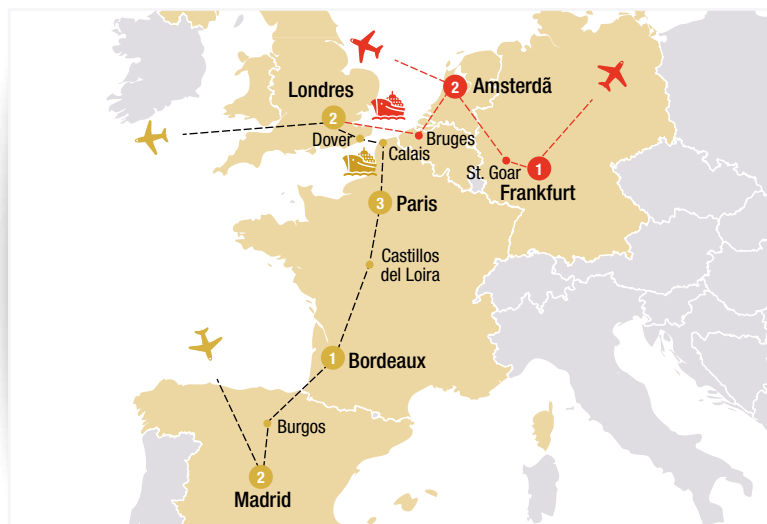 2
Amsterdã
Londres
2
Dover
Bruges
Calais
St. Goar
1
Frankfurt
3
Paris
Castillos
del Loira
1
Bordeaux
Burgos
2
Madrid